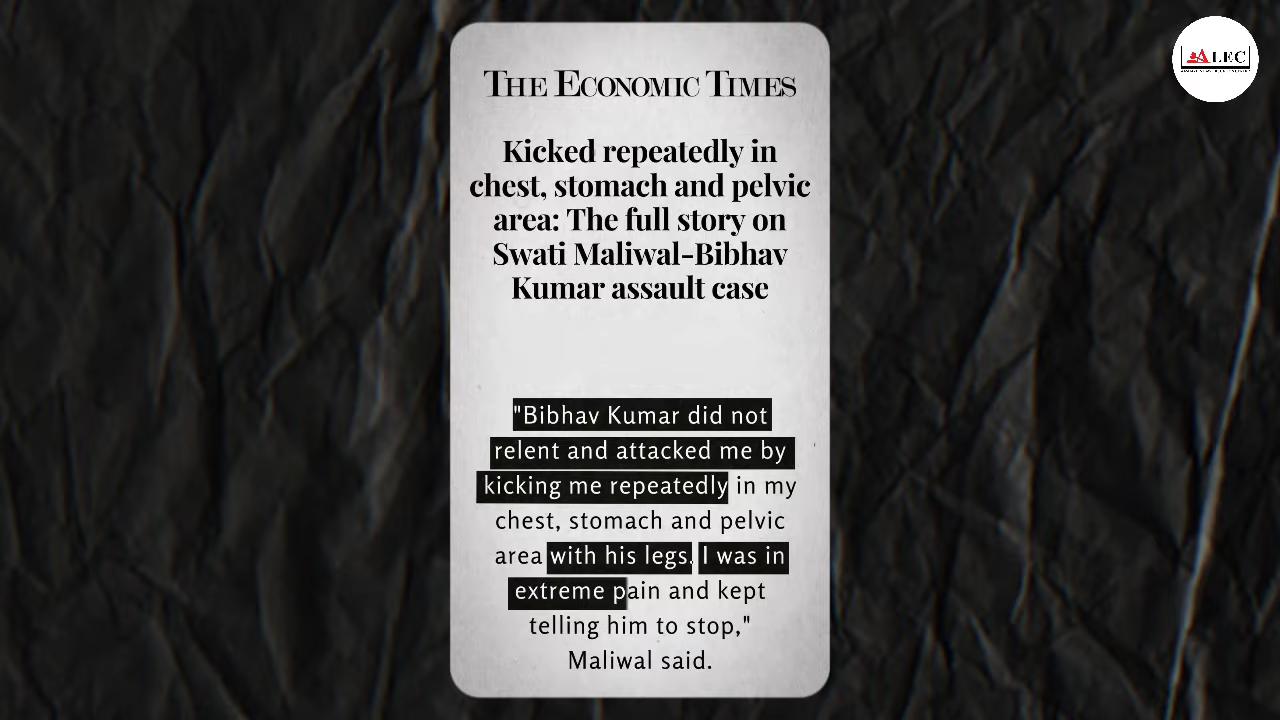 THE ECONOMIC TIMES
Kicked repeatedly in
chest, stomach and pelvic
area: The full story on
Swati Maliwal-Bibhav
Kumar assault case
"Bibhav Kumar did not
relent and attacked me by
kicking me repeatedly in my
chest, stomach and pelvic
area with his legs. I was in
extreme pain and kept
telling him to stop,"
Maliwal said.
ALEC